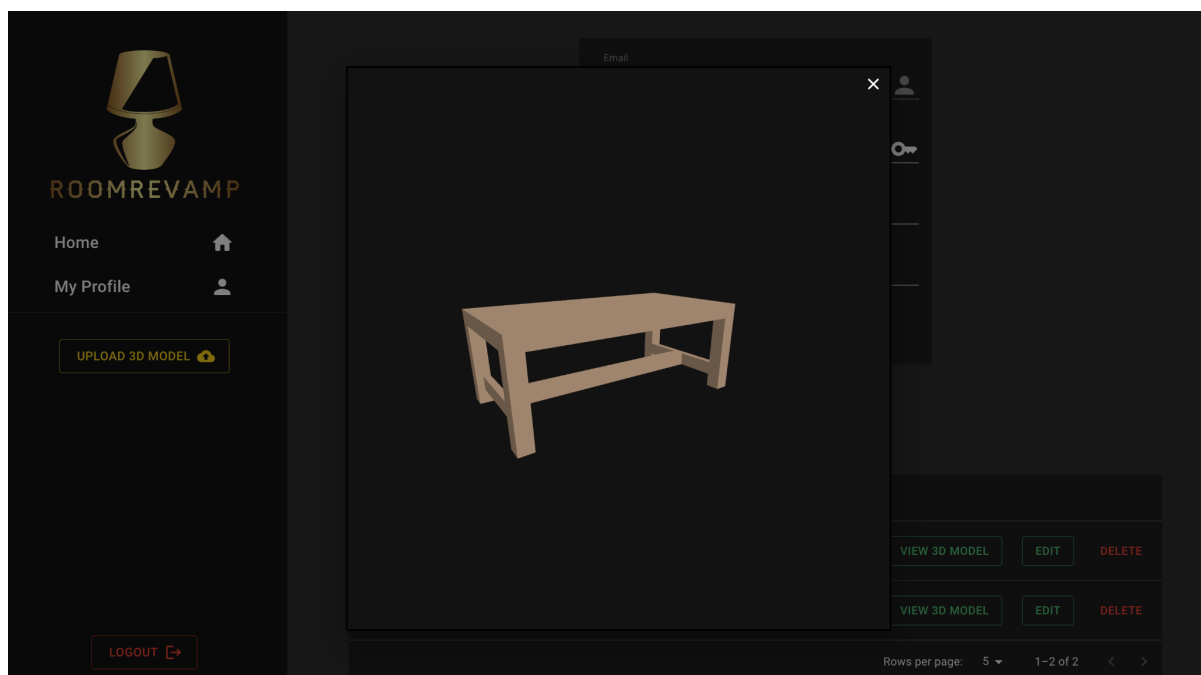 ROOMREVAMP
Home
My Profile
UPLOAD 3D MODEL
LOGOUT
Email
VIEW 3D MODEL EDIT DELETE
VIEW 3D MODEL EDIT DELETE
Rows per page: 5 1–2 of 2